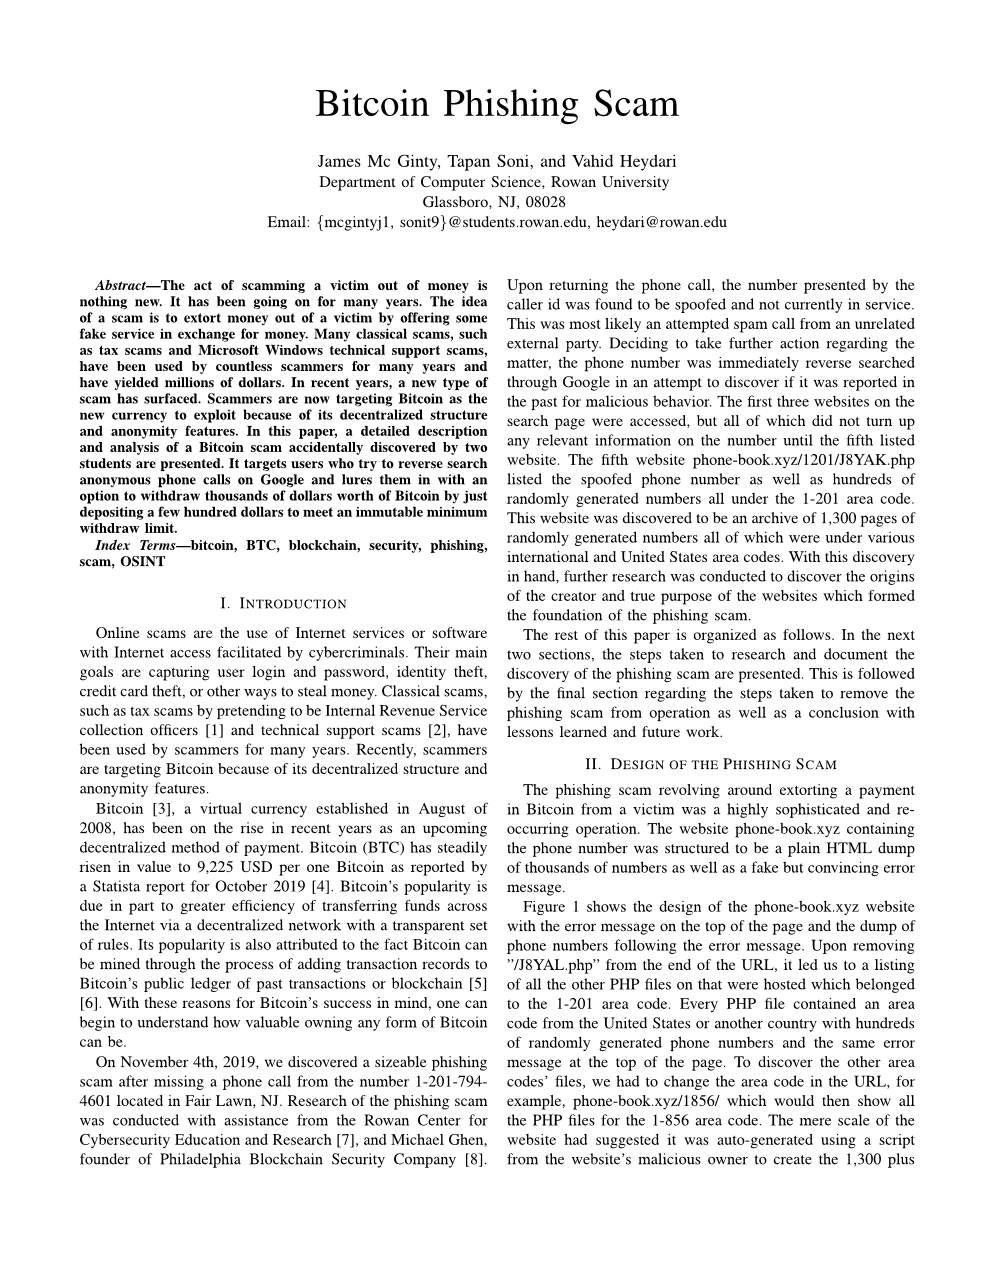 Bitcoin Phishing Scam
James Mc Ginty, Tapan Soni, and Vahid Heydari
Department of Computer Science, Rowan University
Glassboro, NJ, 08028
Email: {mcgintyj1, sonit9}@students.rowan.edu, heydari@rowan.edu
Abstract—The act of scamming a victim out of money is
nothing new. It has been going on for many years. The idea
of a scam is to extort money out of a victim by offering some
fake service in exchange for money. Many classical scams, such
as tax scams and Microsoft Windows technical support scams,
have been used by countless scammers for many years and
have yielded millions of dollars. In recent years, a new type of
scam has surfaced. Scammers are now targeting Bitcoin as the
new currency to exploit because of its decentralized structure
and anonymity features. In this paper, a detailed description
and analysis of a Bitcoin scam accidentally discovered by two
students are presented. It targets users who try to reverse search
anonymous phone calls on Google and lures them in with an
option to withdraw thousands of dollars worth of Bitcoin by just
depositing a few hundred dollars to meet an immutable minimum
withdraw limit.
Index Terms—bitcoin, BTC, blockchain, security, phishing,
scam, OSINT
I. INTRODUCTION
Online scams are the use of Internet services or software
with Internet access facilitated by cybercriminals. Their main
goals are capturing user login and password, identity theft,
credit card theft, or other ways to steal money. Classical scams,
such as tax scams by pretending to be Internal Revenue Service
collection officers [1] and technical support scams [2], have
been used by scammers for many years. Recently, scammers
are targeting Bitcoin because of its decentralized structure and
anonymity features.
Bitcoin [3], a virtual currency established in August of
2008, has been on the rise in recent years as an upcoming
decentralized method of payment. Bitcoin (BTC) has steadily
risen in value to 9,225 USD per one Bitcoin as reported by
a Statista report for October 2019 [4]. Bitcoin's popularity is
due in part to greater efficiency of transferring funds across
the Internet via a decentralized network with a transparent set
of rules. Its popularity is also attributed to the fact Bitcoin can
be mined through the process of adding transaction records to
Bitcoin's public ledger of past transactions or blockchain [5]
[6]. With these reasons for Bitcoin's success in mind, one can
begin to understand how valuable owning any form of Bitcoin
can be.
On November 4th, 2019, we discovered a sizeable phishing
scam after missing a phone call from the number 1-201-794-
4601 located in Fair Lawn, NJ. Research of the phishing scam
was conducted with assistance from the Rowan Center for
Cybersecurity Education and Research [7], and Michael Ghen,
founder of Philadelphia Blockchain Security Company [8].
Upon returning the phone call, the number presented by the
caller id was found to be spoofed and not currently in service.
This was most likely an attempted spam call from an unrelated
external party. Deciding to take further action regarding the
matter, the phone number was immediately reverse searched
through Google in an attempt to discover if it was reported in
the past for malicious behavior. The first three websites on the
search page were accessed, but all of which did not turn up
any relevant information on the number until the fifth listed
website. The fifth website phone-book.xyz/1201/J8YAK.php
listed the spoofed phone number as well as hundreds of
randomly generated numbers all under the 1-201 area code.
This website was discovered to be an archive of 1,300 pages of
randomly generated numbers all of which were under various
international and United States area codes. With this discovery
in hand, further research was conducted to discover the origins
of the creator and true purpose of the websites which formed
the foundation of the phishing scam.
The rest of this paper is organized as follows. In the next
two sections, the steps taken to research and document the
discovery of the phishing scam are presented. This is followed
by the final section regarding the steps taken to remove the
phishing scam from operation as well as a conclusion with
lessons learned and future work.
II. DESIGN OF THE PHISHING SCAM
The phishing scam revolving around extorting a payment
in Bitcoin from a victim was a highly sophisticated and re-
occurring operation. The website phone-book.xyz containing
the phone number was structured to be a plain HTML dump
of thousands of numbers as well as a fake but convincing error
message.
Figure 1 shows the design of the phone-book.xyz website
with the error message on the top of the page and the dump of
phone numbers following the error message. Upon removing
"/J8YAL.php" from the end of the URL, it led us to a listing
of all the other PHP files on that were hosted which belonged
to the 1-201 area code. Every PHP file contained an area
code from the United States or another country with hundreds
of randomly generated phone numbers and the same error
message at the top of the page. To discover the other area
codes' files, we had to change the area code in the URL, for
example, phone-book.xyz/1856/ which would then show all
the PHP files for the 1-856 area code. The mere scale of the
website had suggested it was auto-generated using a script
from the website's malicious owner to create the 1,300 plus